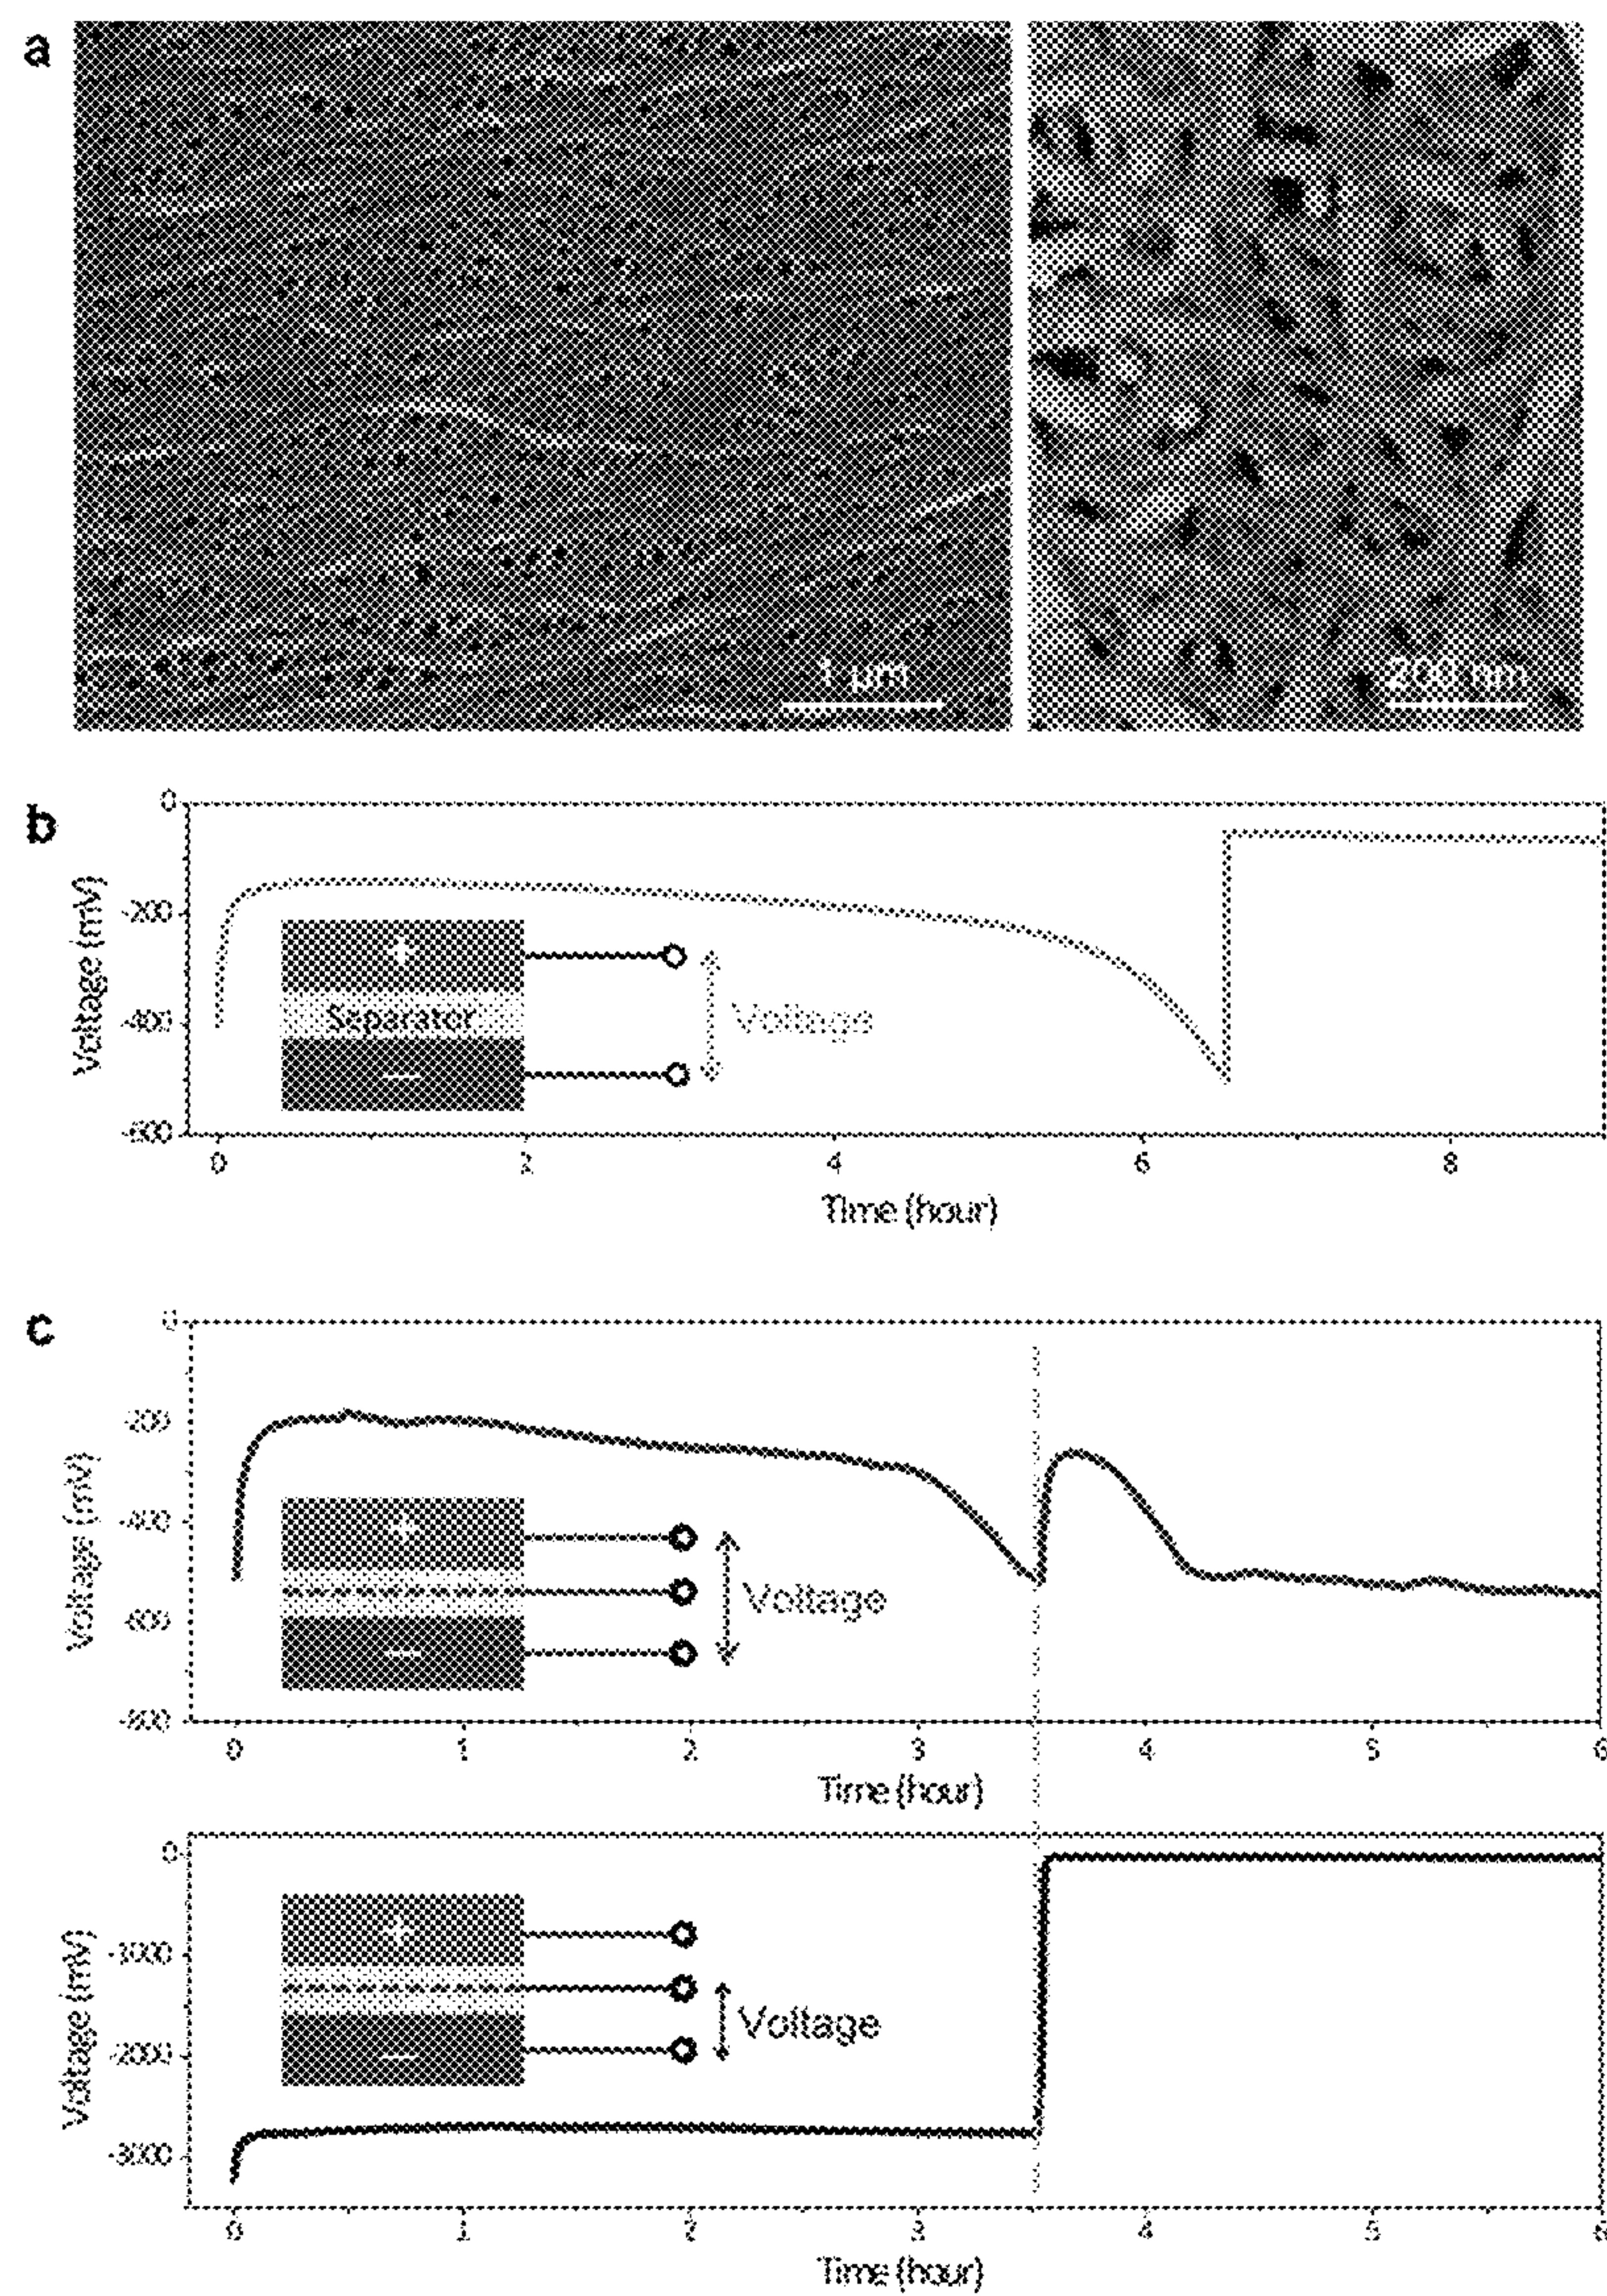 a
1 μm
200 nm
b
Voltage (mV)
0
-200
-400
-600
+
Separator
—
Voltage
0 2 4 6 8
Time (hour)
c
Voltage (mV)
0
-200
-400
-600
-800
+
—
Voltage
0 1 2 3 4 5 6
Time (hour)
Voltage (mV)
0
-1000
-2000
-3000
+
—
Voltage
0 1 2 3 4 5 6
Time (hour)